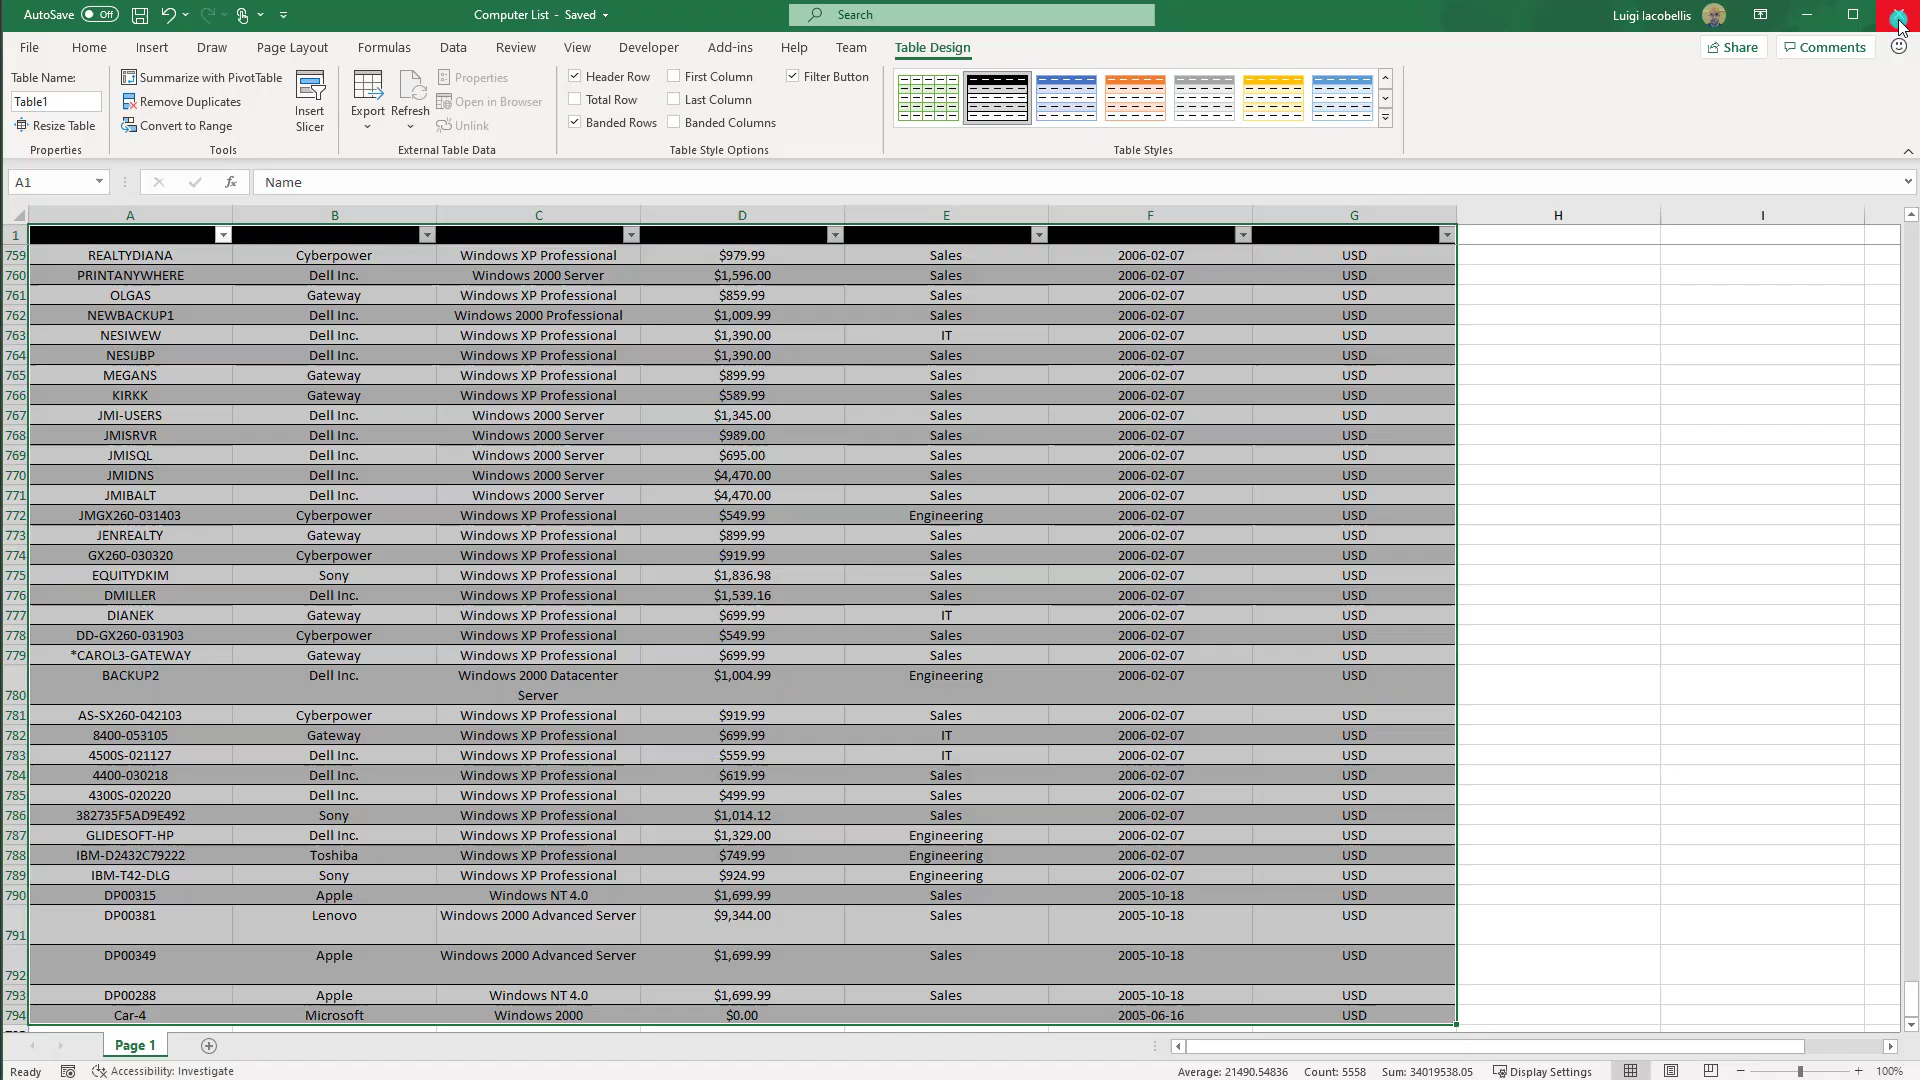 AutoSave Off Computer List - Saved Search Luigi Iacobellis
File Home Insert Draw Page Layout Formulas Data Review View Developer Add-ins Help Team Table Design Share Comments
Table Name: Summarize with PivotTable Properties Header Row First Column Filter Button
Table1 Remove Duplicates Insert Slicer Export Refresh Open in Browser Total Row Last Column
Resize Table Convert to Range Unlink Banded Rows Banded Columns
Properties Tools External Table Data Table Style Options Table Styles
A1 fx Name
A B C D E F G H I
1
759 REALTYDIANA Cyberpower Windows XP Professional $979.99 Sales 2006-02-07 USD
760 PRINTANYWHERE Dell Inc. Windows 2000 Server $1,596.00 Sales 2006-02-07 USD
761 OLGAS Gateway Windows XP Professional $859.99 Sales 2006-02-07 USD
762 NEWBACKUP1 Dell Inc. Windows 2000 Professional $1,009.99 Sales 2006-02-07 USD
763 NESIWEW Dell Inc. Windows XP Professional $1,390.00 IT 2006-02-07 USD
764 NESIJBP Dell Inc. Windows XP Professional $1,390.00 Sales 2006-02-07 USD
765 MEGANS Gateway Windows XP Professional $899.99 Sales 2006-02-07 USD
766 KIRKK Gateway Windows XP Professional $589.99 Sales 2006-02-07 USD
767 JMI-USERS Dell Inc. Windows 2000 Server $1,345.00 Sales 2006-02-07 USD
768 JMISRVR Dell Inc. Windows 2000 Server $989.00 Sales 2006-02-07 USD
769 JMISQL Dell Inc. Windows 2000 Server $695.00 Sales 2006-02-07 USD
770 JMIDNS Dell Inc. Windows 2000 Server $4,470.00 Sales 2006-02-07 USD
771 JMIBALT Dell Inc. Windows 2000 Server $4,470.00 Sales 2006-02-07 USD
772 JMGX260-031403 Cyberpower Windows XP Professional $549.99 Engineering 2006-02-07 USD
773 JENREALTY Gateway Windows XP Professional $899.99 Sales 2006-02-07 USD
774 GX260-030320 Cyberpower Windows XP Professional $919.99 Sales 2006-02-07 USD
775 EQUITYDKIM Sony Windows XP Professional $1,836.98 Sales 2006-02-07 USD
776 DMILLER Dell Inc. Windows XP Professional $1,539.16 Sales 2006-02-07 USD
777 DIANEK Gateway Windows XP Professional $699.99 IT 2006-02-07 USD
778 DD-GX260-031903 Cyberpower Windows XP Professional $549.99 Sales 2006-02-07 USD
779 *CAROL3-GATEWAY Gateway Windows XP Professional $699.99 Sales 2006-02-07 USD
780 BACKUP2 Dell Inc. Windows 2000 Datacenter Server $1,004.99 Engineering 2006-02-07 USD
781 AS-SX260-042103 Cyberpower Windows XP Professional $919.99 Sales 2006-02-07 USD
782 8400-053105 Gateway Windows XP Professional $699.99 IT 2006-02-07 USD
783 4500S-021127 Dell Inc. Windows XP Professional $559.99 IT 2006-02-07 USD
784 4400-030218 Dell Inc. Windows XP Professional $619.99 Sales 2006-02-07 USD
785 4300S-020220 Dell Inc. Windows XP Professional $499.99 Sales 2006-02-07 USD
786 382735F5AD9E492 Sony Windows XP Professional $1,014.12 Sales 2006-02-07 USD
787 GLIDESOFT-HP Dell Inc. Windows XP Professional $1,329.00 Engineering 2006-02-07 USD
788 IBM-D2432C79222 Toshiba Windows XP Professional $749.99 Engineering 2006-02-07 USD
789 IBM-T42-DLG Sony Windows XP Professional $924.99 Engineering 2006-02-07 USD
790 DP00315 Apple Windows NT 4.0 $1,699.99 Sales 2005-10-18 USD
791 DP00381 Lenovo Windows 2000 Advanced Server $9,344.00 Sales 2005-10-18 USD
792 DP00349 Apple Windows 2000 Advanced Server $1,699.99 Sales 2005-10-18 USD
793 DP00288 Apple Windows NT 4.0 $1,699.99 Sales 2005-10-18 USD
794 Car-4 Microsoft Windows 2000 $0.00 2005-06-16 USD
Page 1
Ready Accessibility: Investigate Average: 21490.54836 Count: 5558 Sum: 34019538.05 Display Settings 100%